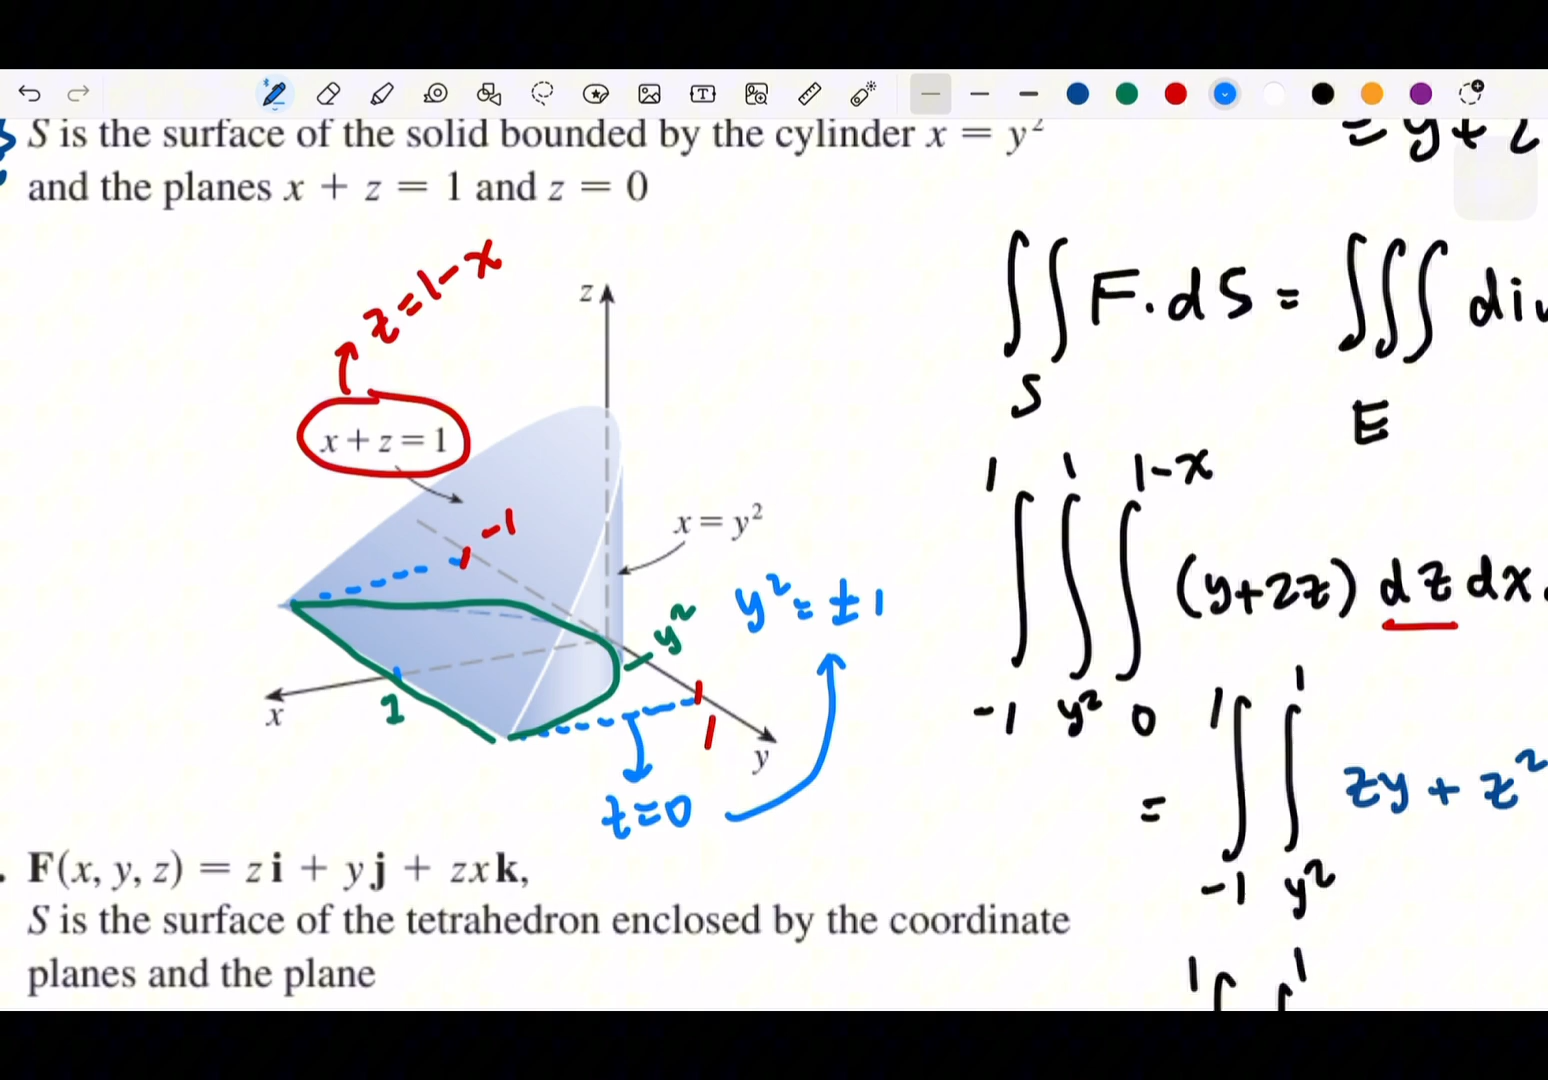 S is the surface of the solid bounded by the cylinder x = y²
and the planes x + z = 1 and z = 0
= y + 2
z = 1 - x
x + z = 1
z
-1
x = y²
y²
y² = ± 1
1
x
1
y
z = 0
∬ F . dS = ∭ div
S E
1 1 1-x
∫∫∫ (y+2z) dz dx
-1 y² 0
1 1
= ∫∫ zy + z²
-1 y²
1 1
∫∫
F(x, y, z) = z i + y j + zx k,
S is the surface of the tetrahedron enclosed by the coordinate
planes and the plane